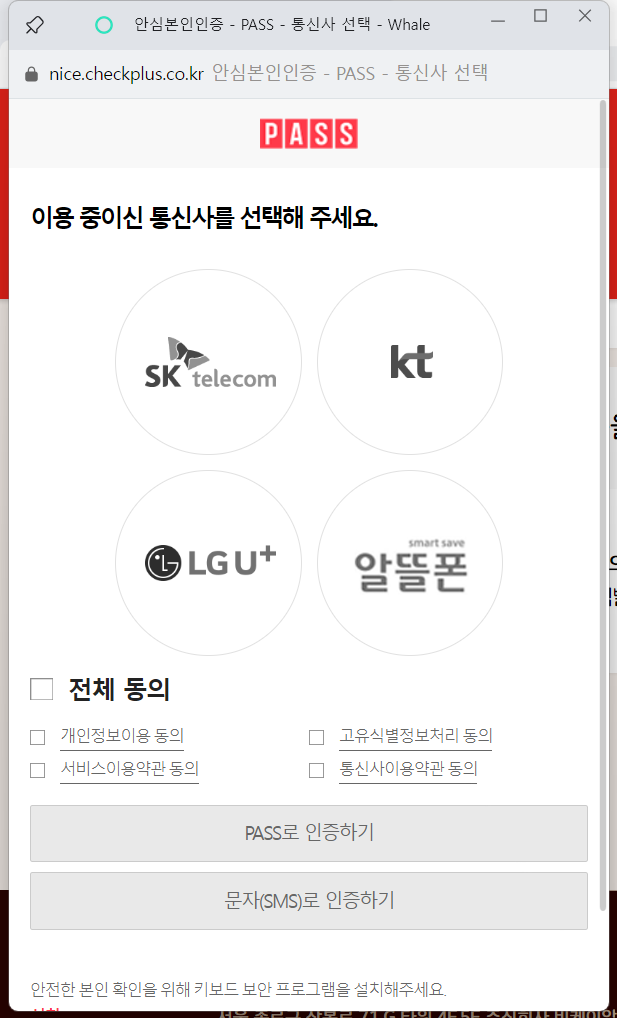 안심본인인증 - PASS - 통신사 선택 - Whale
nice.checkplus.co.kr 안심본인인증 - PASS - 통신사 선택
PASS
이용 중이신 통신사를 선택해 주세요.
SK telecom
kt
LG U+
smart save
알뜰폰
전체 동의
개인정보이용 동의
고유식별정보처리 동의
서비스이용약관 동의
통신사이용약관 동의
PASS로 인증하기
문자(SMS)로 인증하기
안전한 본인 확인을 위해 키보드 보안 프로그램을 설치해주세요.